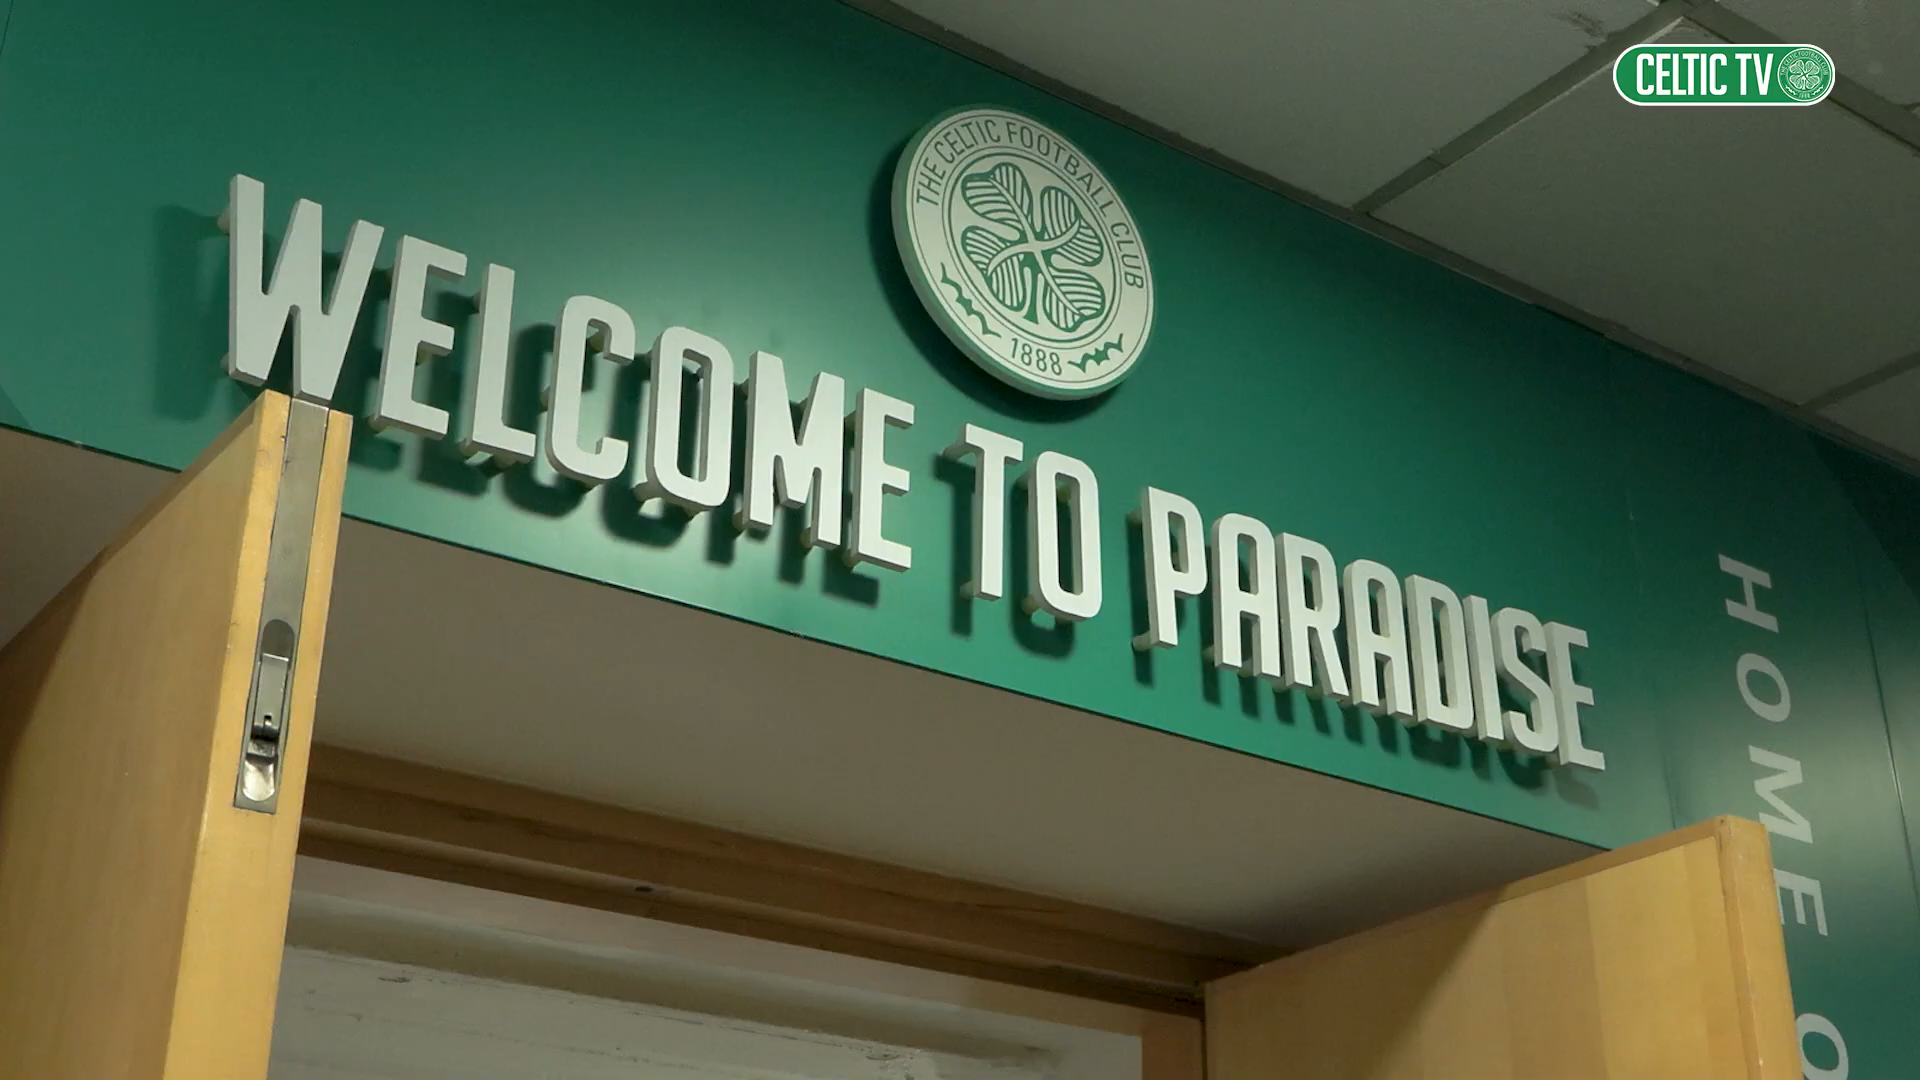 CELTIC TV
THE CELTIC FOOTBALL CLUB
1888
WELCOME TO PARADISE
HOME O